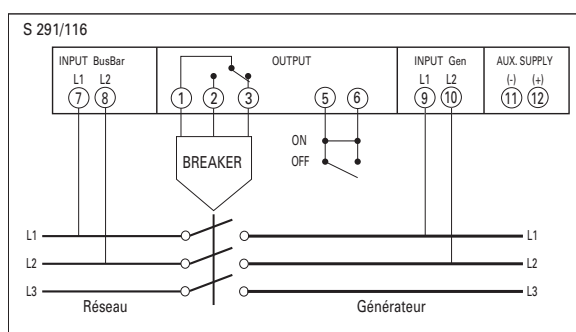 S 291/116
INPUT BusBar
OUTPUT
INPUT Gen
AUX. SUPPLY
L1 L2
L1 L2
(-) (+)
7 8 1 2 3 5 6 9 10 11 12
ON
OFF
BREAKER
L1 L1
L2 L2
L3 L3
Réseau
Générateur